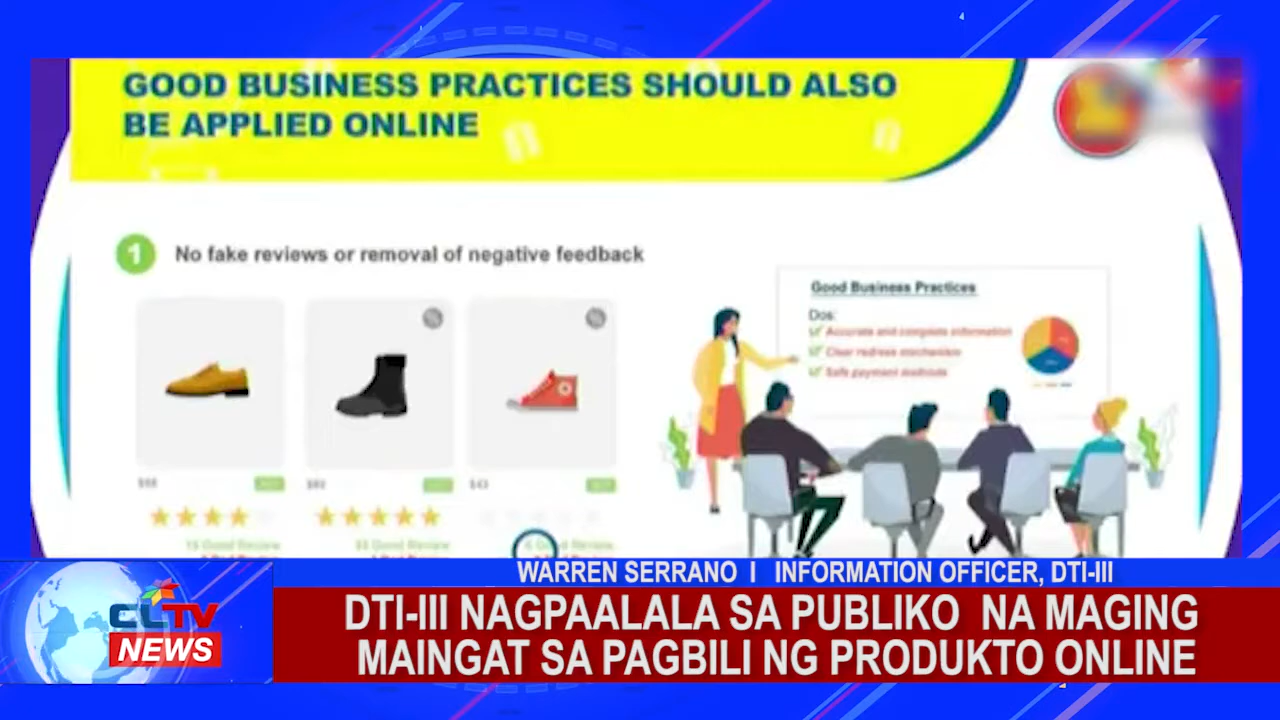 GOOD BUSINESS PRACTICES SHOULD ALSO
BE APPLIED ONLINE
1 No fake reviews or removal of negative feedback
Good Business Practices
Dos:
Accurate and complete information
Clear redress mechanism
Safe payment methods
WARREN SERRANO I INFORMATION OFFICER, DTI-III
CLTV
NEWS
DTI-III NAGPAALALA SA PUBLIKO NA MAGING
MAINGAT SA PAGBILI NG PRODUKTO ONLINE